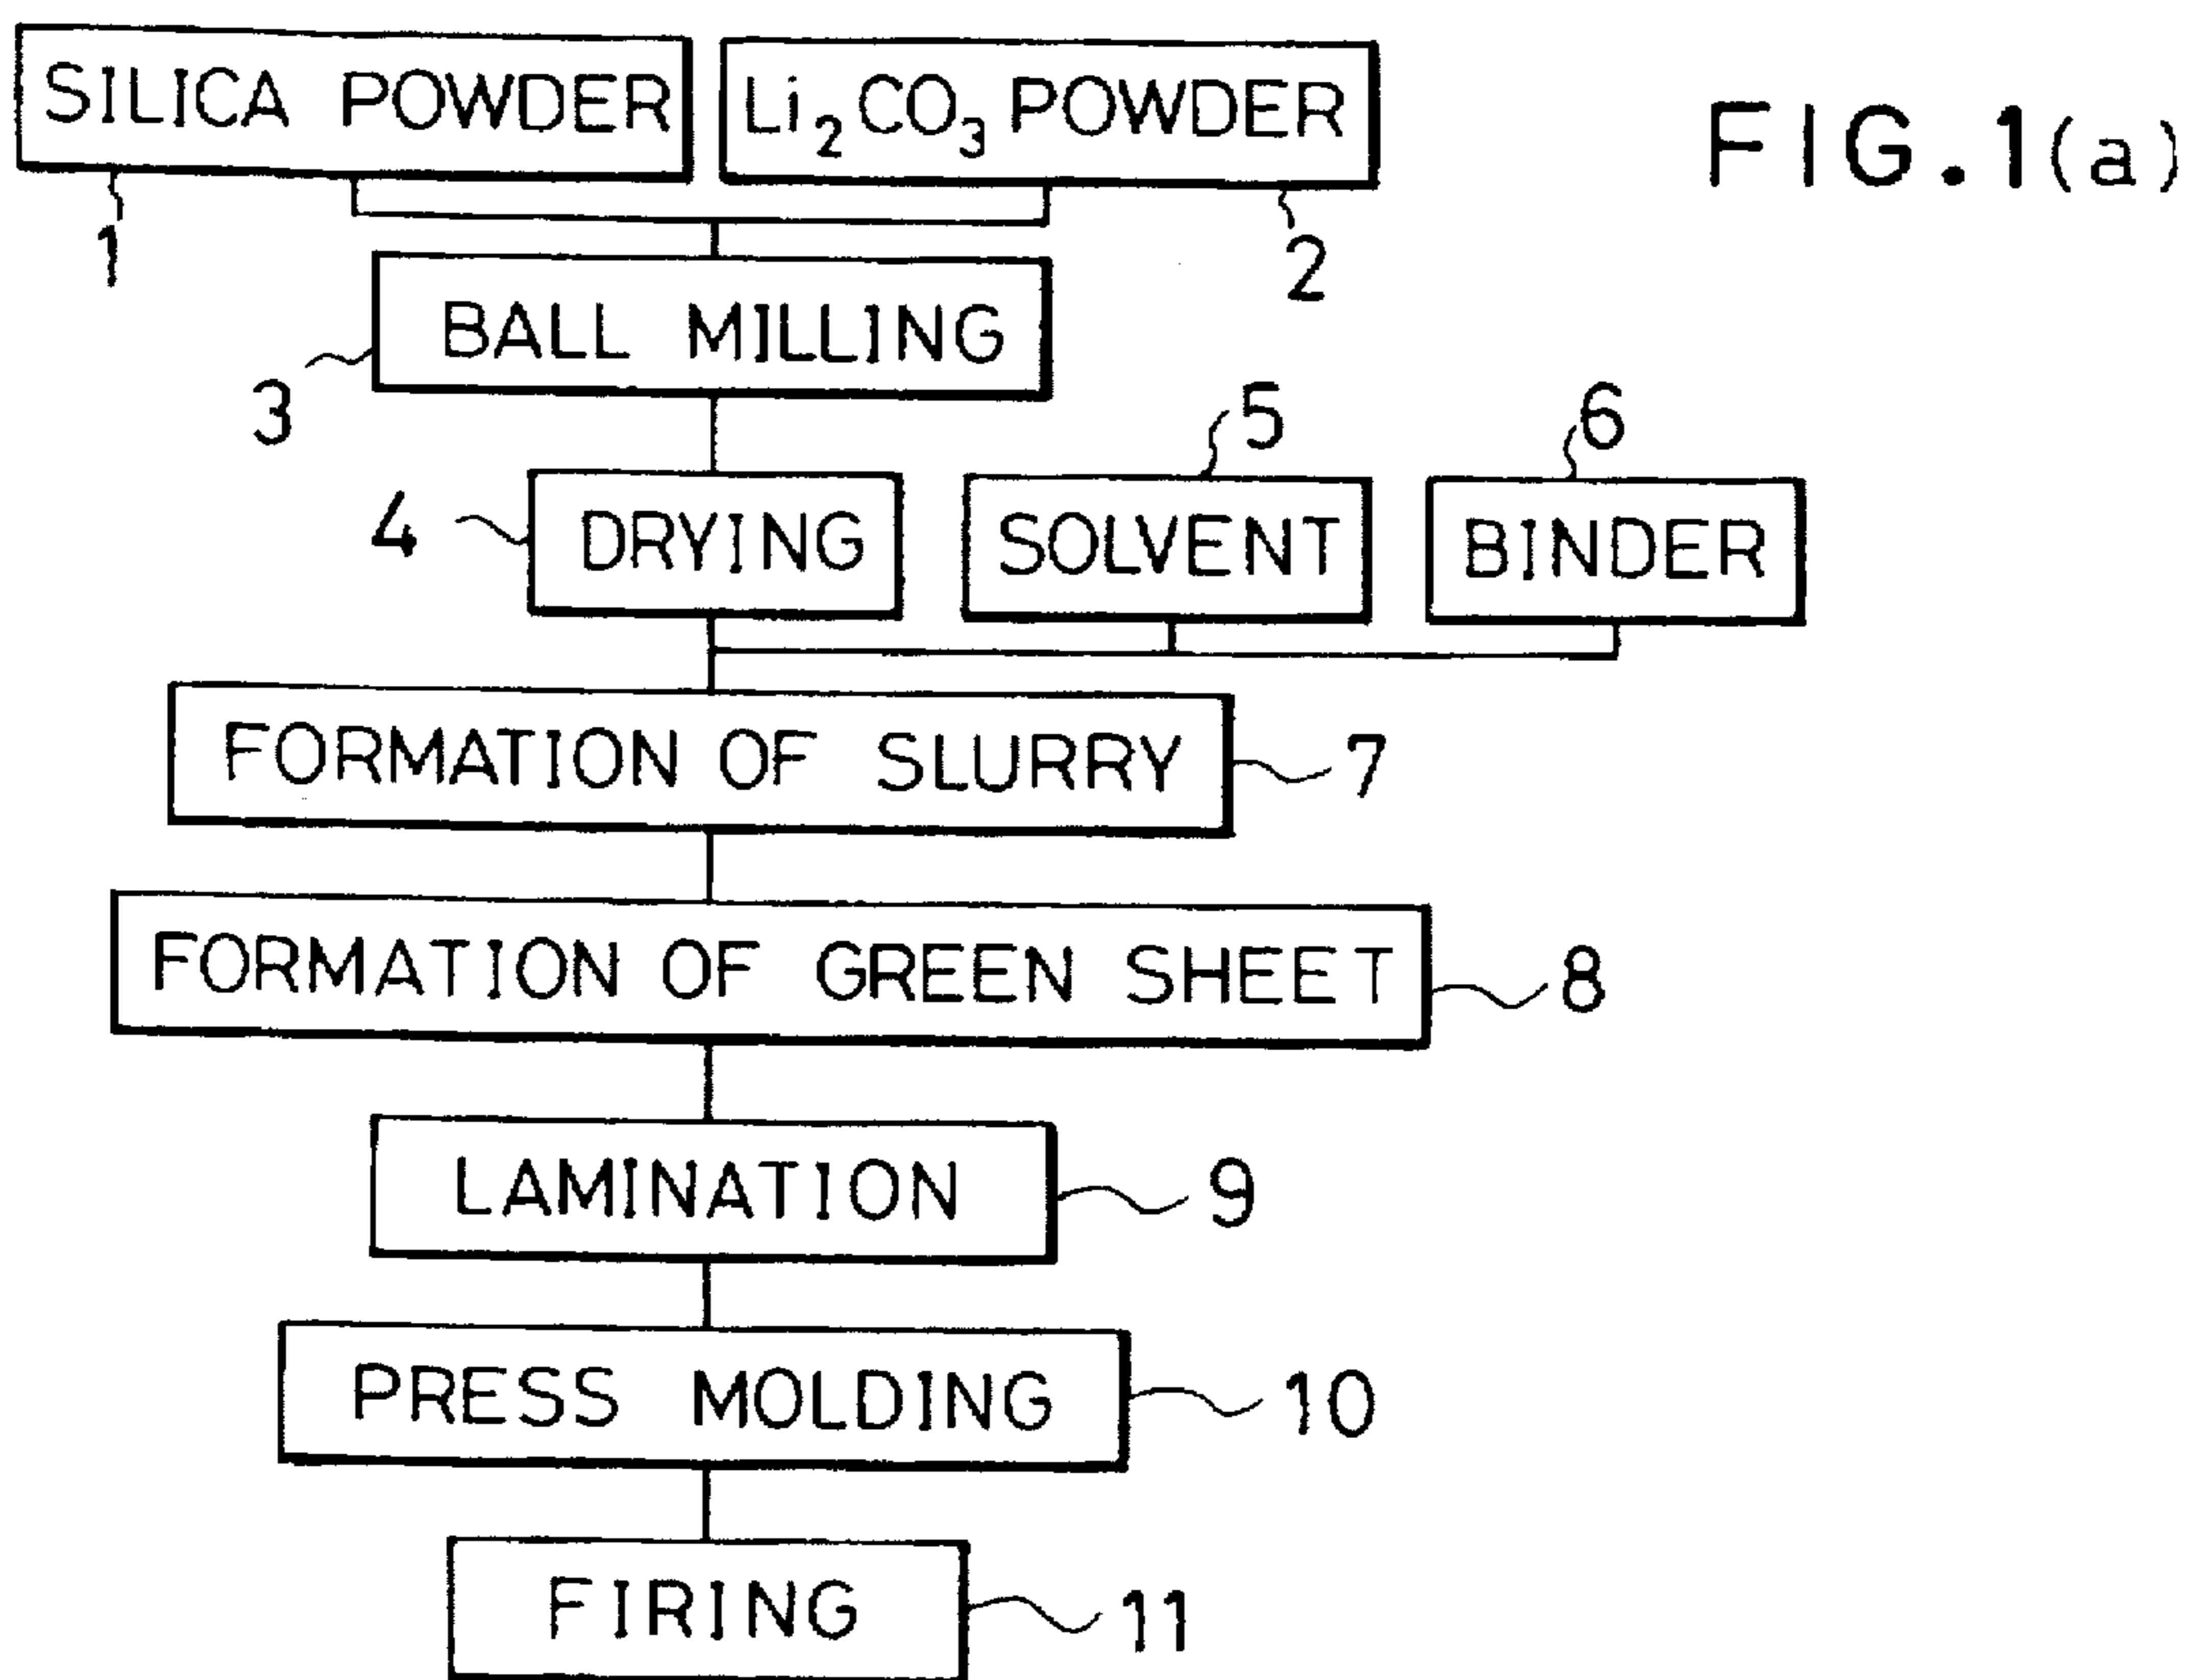 SILICA POWDER
Li₂CO₃ POWDER
FIG.1(a)
1
2
BALL MILLING
3
5
6
4
DRYING
SOLVENT
BINDER
FORMATION OF SLURRY
7
FORMATION OF GREEN SHEET
8
LAMINATION
9
PRESS MOLDING
10
FIRING
11